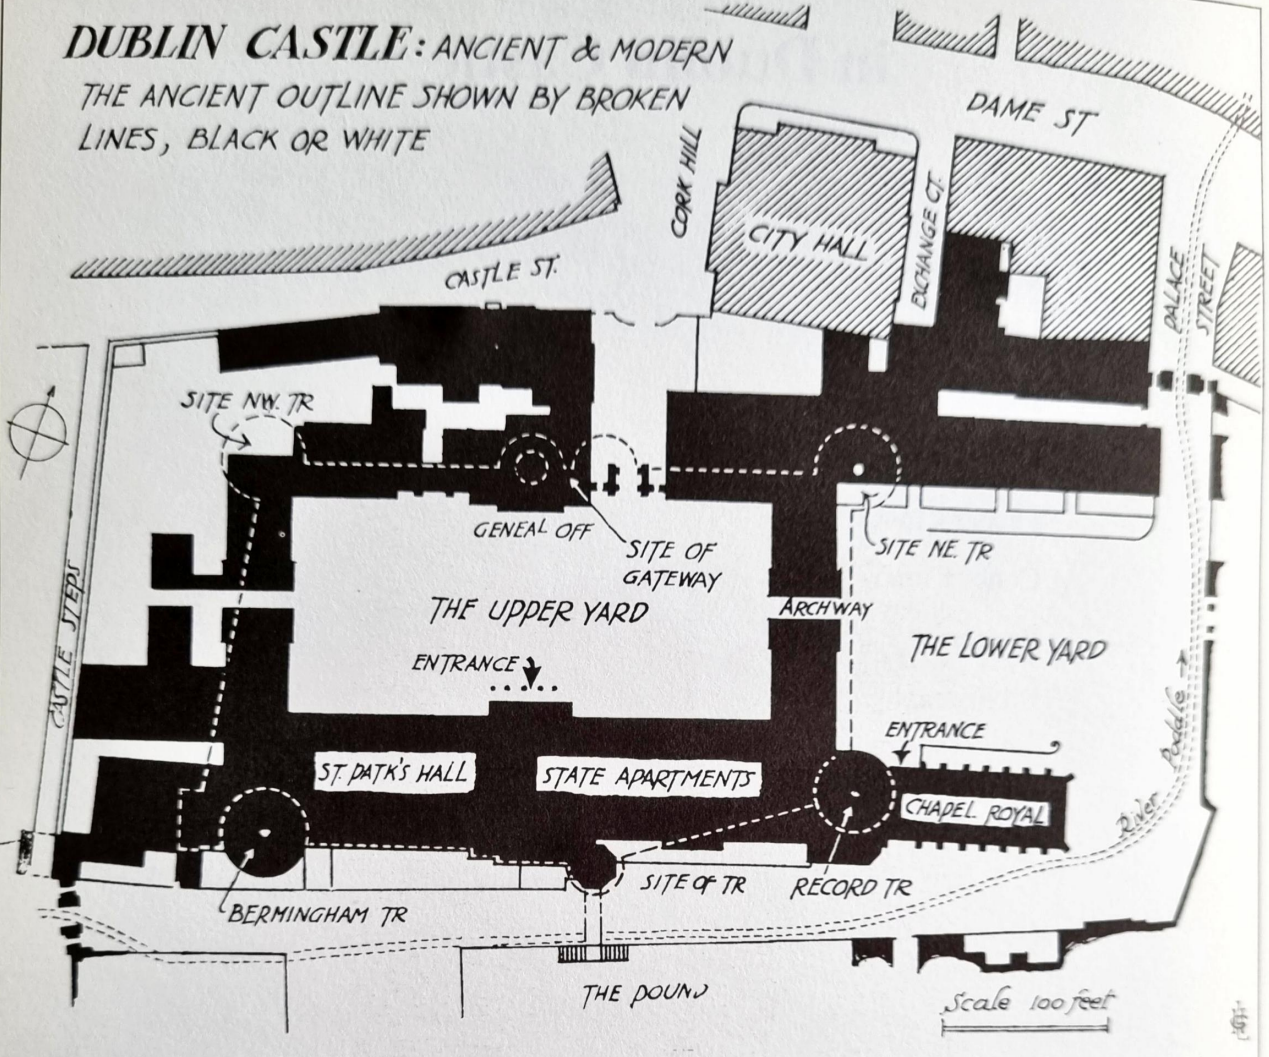 DUBLIN CASTLE: ANCIENT & MODERN
THE ANCIENT OUTLINE SHOWN BY BROKEN
LINES, BLACK OR WHITE
DAME ST
CORK HILL
CITY HALL
EXCHANGE CT.
PALACE
STREET
CASTLE ST.
SITE NW. TR
GENEAL OFF
SITE OF
GATEWAY
SITE NE. TR
THE UPPER YARD
ARCHWAY
THE LOWER YARD
CASTLE STEPS
ENTRANCE
ENTRANCE
ST. PATK'S HALL
STATE APARTMENTS
CHAPEL ROYAL
River Poddle
SITE OF TR
RECORD TR
BERMINGHAM TR
THE POUND
Scale 100 feet